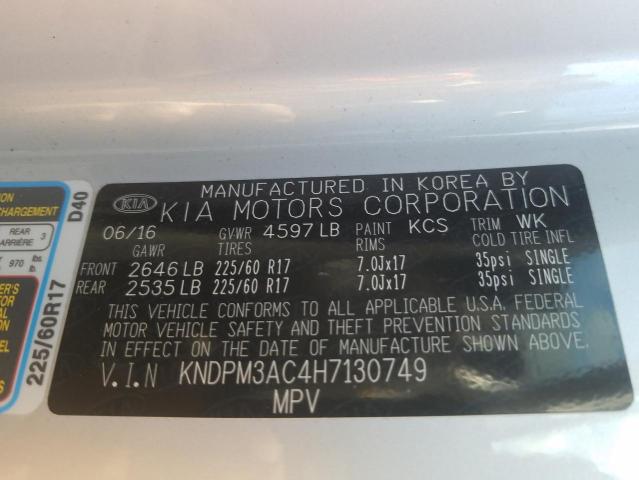 MANUFACTURED IN KOREA BY
KIA KIA MOTORS CORPORATION
06/16 GVWR 4597 LB PAINT KCS TRIM WK
GAWR TIRES RIMS COLD TIRE INFL
FRONT 2646 LB 225/60 R17 7.0Jx17 35psi SINGLE
REAR 2535 LB 225/60 R17 7.0Jx17 35psi SINGLE
THIS VEHICLE CONFORMS TO ALL APPLICABLE U.S.A. FEDERAL
MOTOR VEHICLE SAFETY AND THEFT PREVENTION STANDARDS
IN EFFECT ON THE DATE OF MANUFACTURE SHOWN ABOVE.
V.I.N KNDPM3AC4H7130749
MPV
CHARGEMENT
REAR 3
ARRIÈRE
970 lbs.
225/60R17 D40